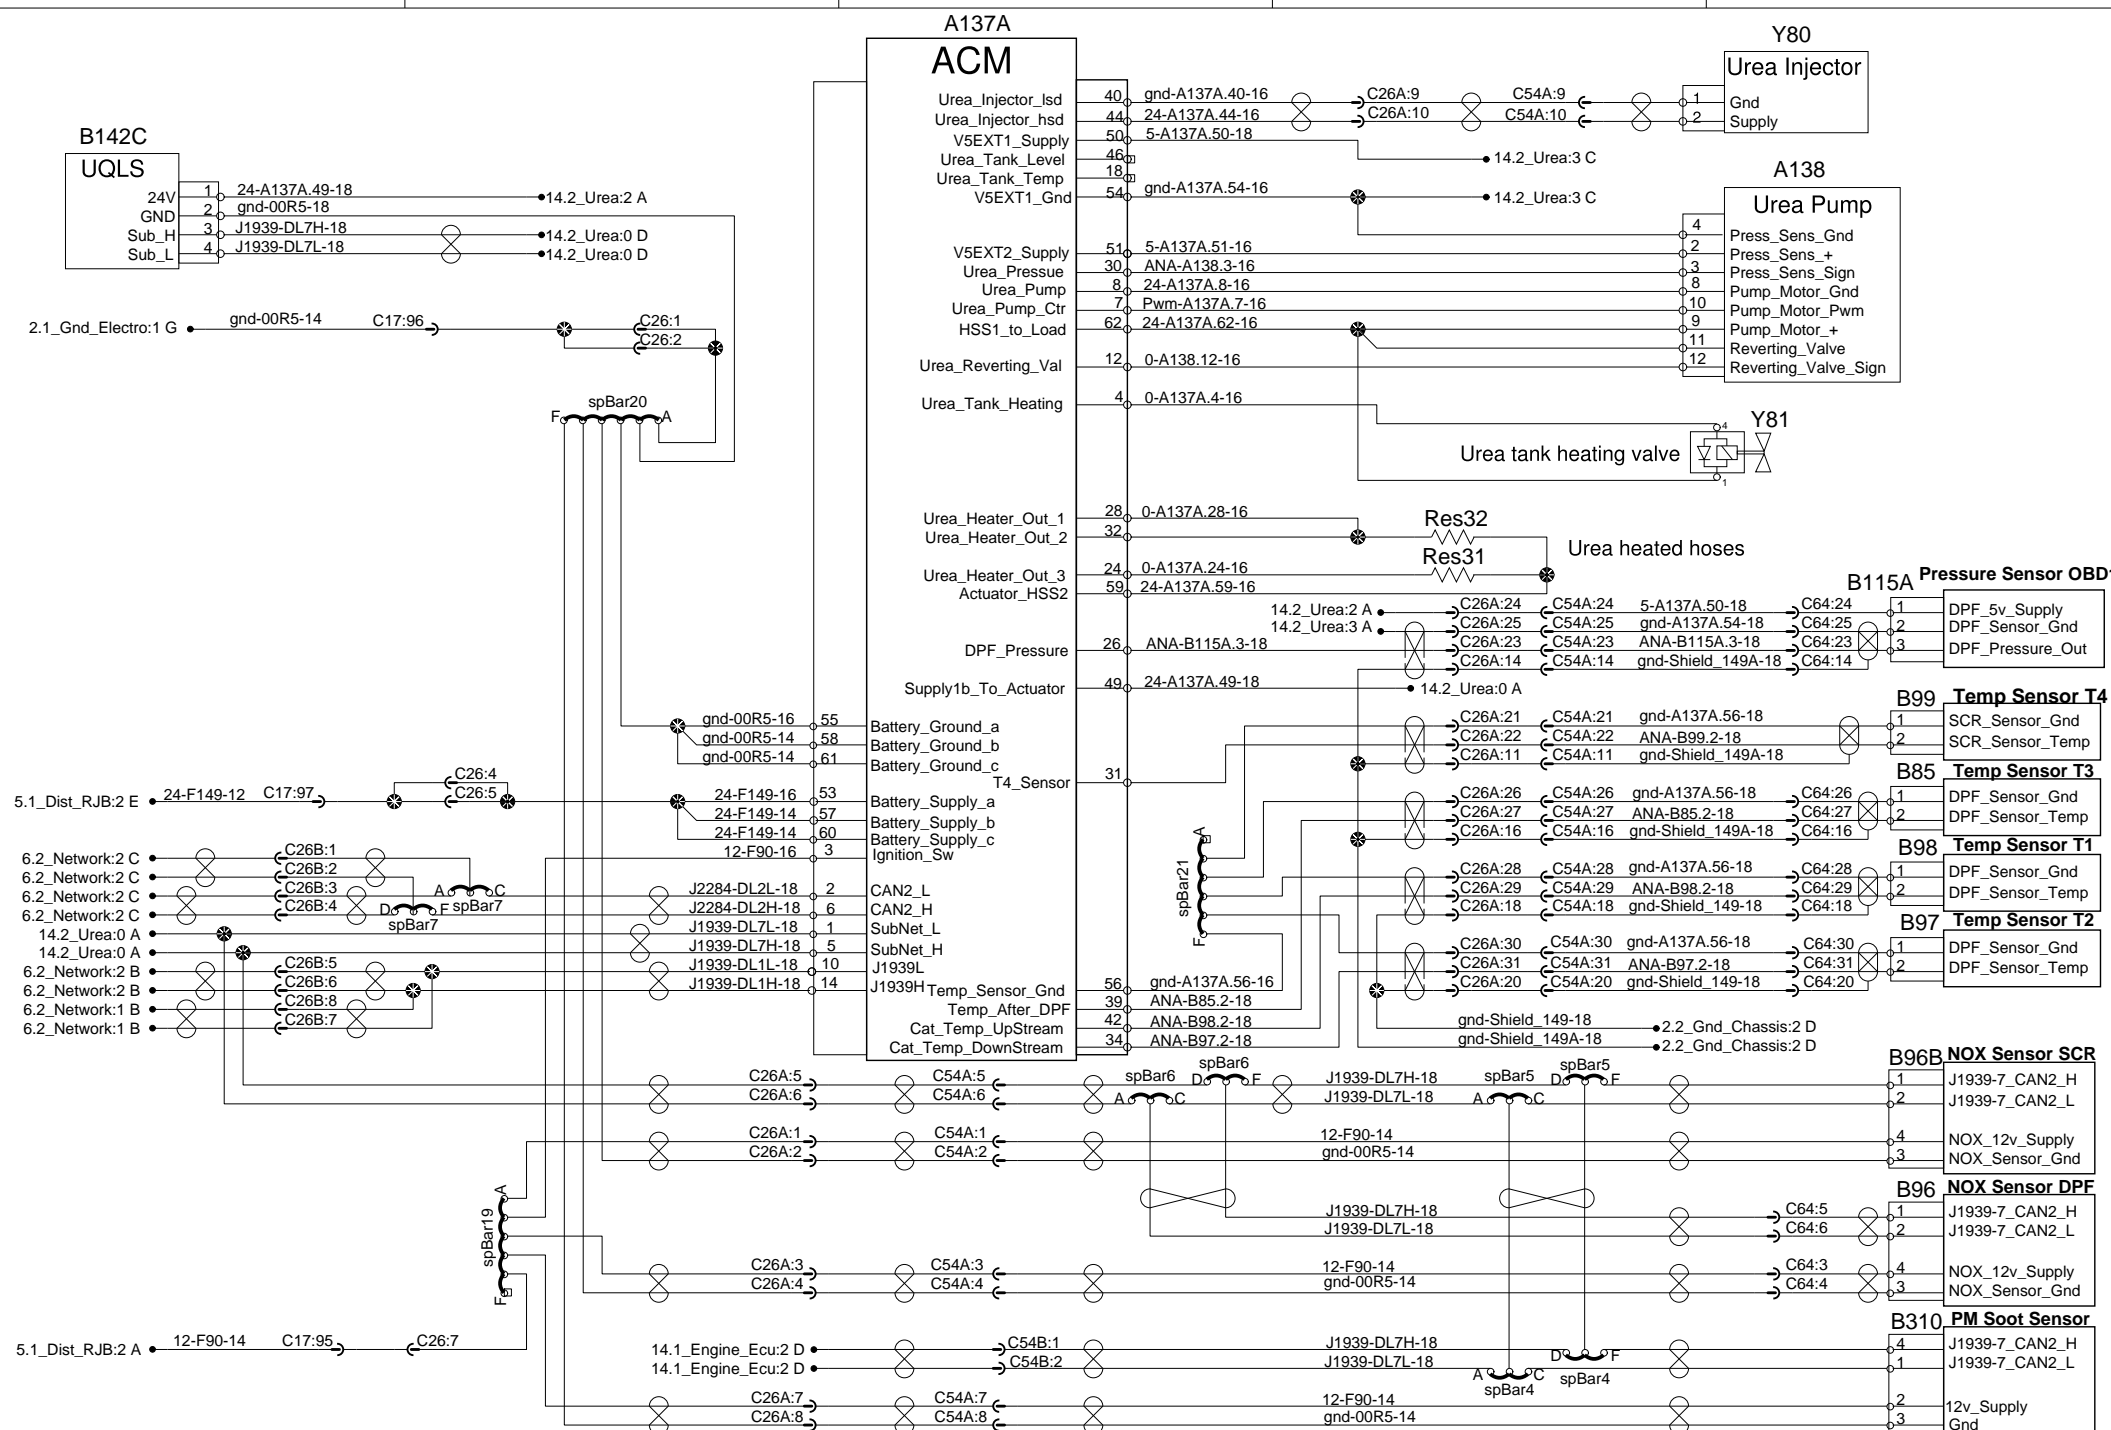 A137A
ACM
Urea_Injector_lsd 40 gnd-A137A.40-16 C26A:9 C54A:9
Urea_Injector_hsd 44 24-A137A.44-16 C26A:10 C54A:10
V5EXT1_Supply 50 5-A137A.50-18
14.2_Urea:3 C
Urea_Tank_Level 46
Urea_Tank_Temp 18
V5EXT1_Gnd 54 gnd-A137A.54-16 14.2_Urea:3 C
V5EXT2_Supply 51 5-A137A.51-16
Urea_Pressue 30 ANA-A138.3-16
Urea_Pump 8 24-A137A.8-16
Urea_Pump_Ctr 7 Pwm-A137A.7-16
HSS1_to_Load 62 24-A137A.62-16
Urea_Reverting_Val 12 0-A138.12-16
Urea_Tank_Heating 4 0-A137A.4-16
Y80
Urea Injector
1 Gnd
2 Supply
A138
Urea Pump
4 Press_Sens_Gnd
2 Press_Sens_+
3 Press_Sens_Sign
8 Pump_Motor_Gnd
10 Pump_Motor_Pwm
9 Pump_Motor_+
11 Reverting_Valve
12 Reverting_Valve_Sign
Y81
4
Urea tank heating valve
1
B142C
UQLS
24V 1 24-A137A.49-18 14.2_Urea:2 A
GND 2 gnd-00R5-18
Sub_H 3 J1939-DL7H-18 14.2_Urea:0 D
Sub_L 4 J1939-DL7L-18 14.2_Urea:0 D
2.1_Gnd_Electro:1 G gnd-00R5-14 C17:96 C26:1
C26:2
spBar20
F A
Urea_Heater_Out_1 28 0-A137A.28-16
Urea_Heater_Out_2 32
Res32
Res31
Urea heated hoses
Urea_Heater_Out_3 24 0-A137A.24-16
Actuator_HSS2 59 24-A137A.59-16
B115A Pressure Sensor OBD1
14.2_Urea:2 A C26A:24 C54A:24 5-A137A.50-18 C64:24 1 DPF_5v_Supply
14.2_Urea:3 A C26A:25 C54A:25 gnd-A137A.54-18 C64:25 2 DPF_Sensor_Gnd
DPF_Pressure 26 ANA-B115A.3-18 C26A:23 C54A:23 ANA-B115A.3-18 C64:23 3 DPF_Pressure_Out
C26A:14 C54A:14 gnd-Shield_149A-18 C64:14
Supply1b_To_Actuator 49 24-A137A.49-18 14.2_Urea:0 A
B99 Temp Sensor T4
C26A:21 C54A:21 gnd-A137A.56-18 1 SCR_Sensor_Gnd
C26A:22 C54A:22 ANA-B99.2-18 2 SCR_Sensor_Temp
C26A:11 C54A:11 gnd-Shield_149A-18
gnd-00R5-16 55 Battery_Ground_a
gnd-00R5-14 58 Battery_Ground_b
gnd-00R5-14 61 Battery_Ground_c
T4_Sensor 31
B85 Temp Sensor T3
C26A:26 C54A:26 gnd-A137A.56-18 C64:26 1 DPF_Sensor_Gnd
C26A:27 C54A:27 ANA-B85.2-18 C64:27 2 DPF_Sensor_Temp
C26A:16 C54A:16 gnd-Shield_149A-18 C64:16
C26:4
5.1_Dist_RJB:2 E 24-F149-12 C17:97 C26:5
24-F149-16 53 Battery_Supply_a
24-F149-14 57 Battery_Supply_b
24-F149-14 60 Battery_Supply_c
12-F90-16 3 Ignition_Sw
B98 Temp Sensor T1
C26A:28 C54A:28 gnd-A137A.56-18 C64:28 1 DPF_Sensor_Gnd
C26A:29 C54A:29 ANA-B98.2-18 C64:29 2 DPF_Sensor_Temp
C26A:18 C54A:18 gnd-Shield_149-18 C64:18
6.2_Network:2 C C26B:1
6.2_Network:2 C C26B:2
6.2_Network:2 C C26B:3 A C spBar7
6.2_Network:2 C C26B:4 D F spBar7
J2284-DL2L-18 2 CAN2_L
J2284-DL2H-18 6 CAN2_H
14.2_Urea:0 A J1939-DL7L-18 1 SubNet_L
14.2_Urea:0 A J1939-DL7H-18 5 SubNet_H
6.2_Network:2 B C26B:5 J1939-DL1L-18 10 J1939L
6.2_Network:2 B C26B:6 J1939-DL1H-18 14 J1939H
6.2_Network:1 B C26B:8
6.2_Network:1 B C26B:7
A spBar21 F
B97 Temp Sensor T2
C26A:30 C54A:30 gnd-A137A.56-18 C64:30 1 DPF_Sensor_Gnd
C26A:31 C54A:31 ANA-B97.2-18 C64:31 2 DPF_Sensor_Temp
C26A:20 C54A:20 gnd-Shield_149-18 C64:20
Temp_Sensor_Gnd 56 gnd-A137A.56-16
Temp_After_DPF 39 ANA-B85.2-18
Cat_Temp_UpStream 42 ANA-B98.2-18
Cat_Temp_DownStream 34 ANA-B97.2-18
gnd-Shield_149-18 2.2_Gnd_Chassis:2 D
gnd-Shield_149A-18 2.2_Gnd_Chassis:2 D
B96B NOX Sensor SCR
C26A:5 C54A:5 spBar6 D spBar6 F J1939-DL7H-18 spBar5 D spBar5 F 1 J1939-7_CAN2_H
C26A:6 C54A:6 A C J1939-DL7L-18 A C 2 J1939-7_CAN2_L
C26A:1 C54A:1 12-F90-14 4 NOX_12v_Supply
C26A:2 C54A:2 gnd-00R5-14 3 NOX_Sensor_Gnd
A spBar19 F
B96 NOX Sensor DPF
J1939-DL7H-18 C64:5 1 J1939-7_CAN2_H
J1939-DL7L-18 C64:6 2 J1939-7_CAN2_L
C26A:3 C54A:3 12-F90-14 C64:3 4 NOX_12v_Supply
C26A:4 C54A:4 gnd-00R5-14 C64:4 3 NOX_Sensor_Gnd
B310 PM Soot Sensor
5.1_Dist_RJB:2 A 12-F90-14 C17:95 C26:7
14.1_Engine_Ecu:2 D C54B:1 J1939-DL7H-18 D F spBar4 4 J1939-7_CAN2_H
14.1_Engine_Ecu:2 D C54B:2 J1939-DL7L-18 A C spBar4 1 J1939-7_CAN2_L
C26A:7 C54A:7 12-F90-14 2 12v_Supply
C26A:8 C54A:8 gnd-00R5-14 3 Gnd